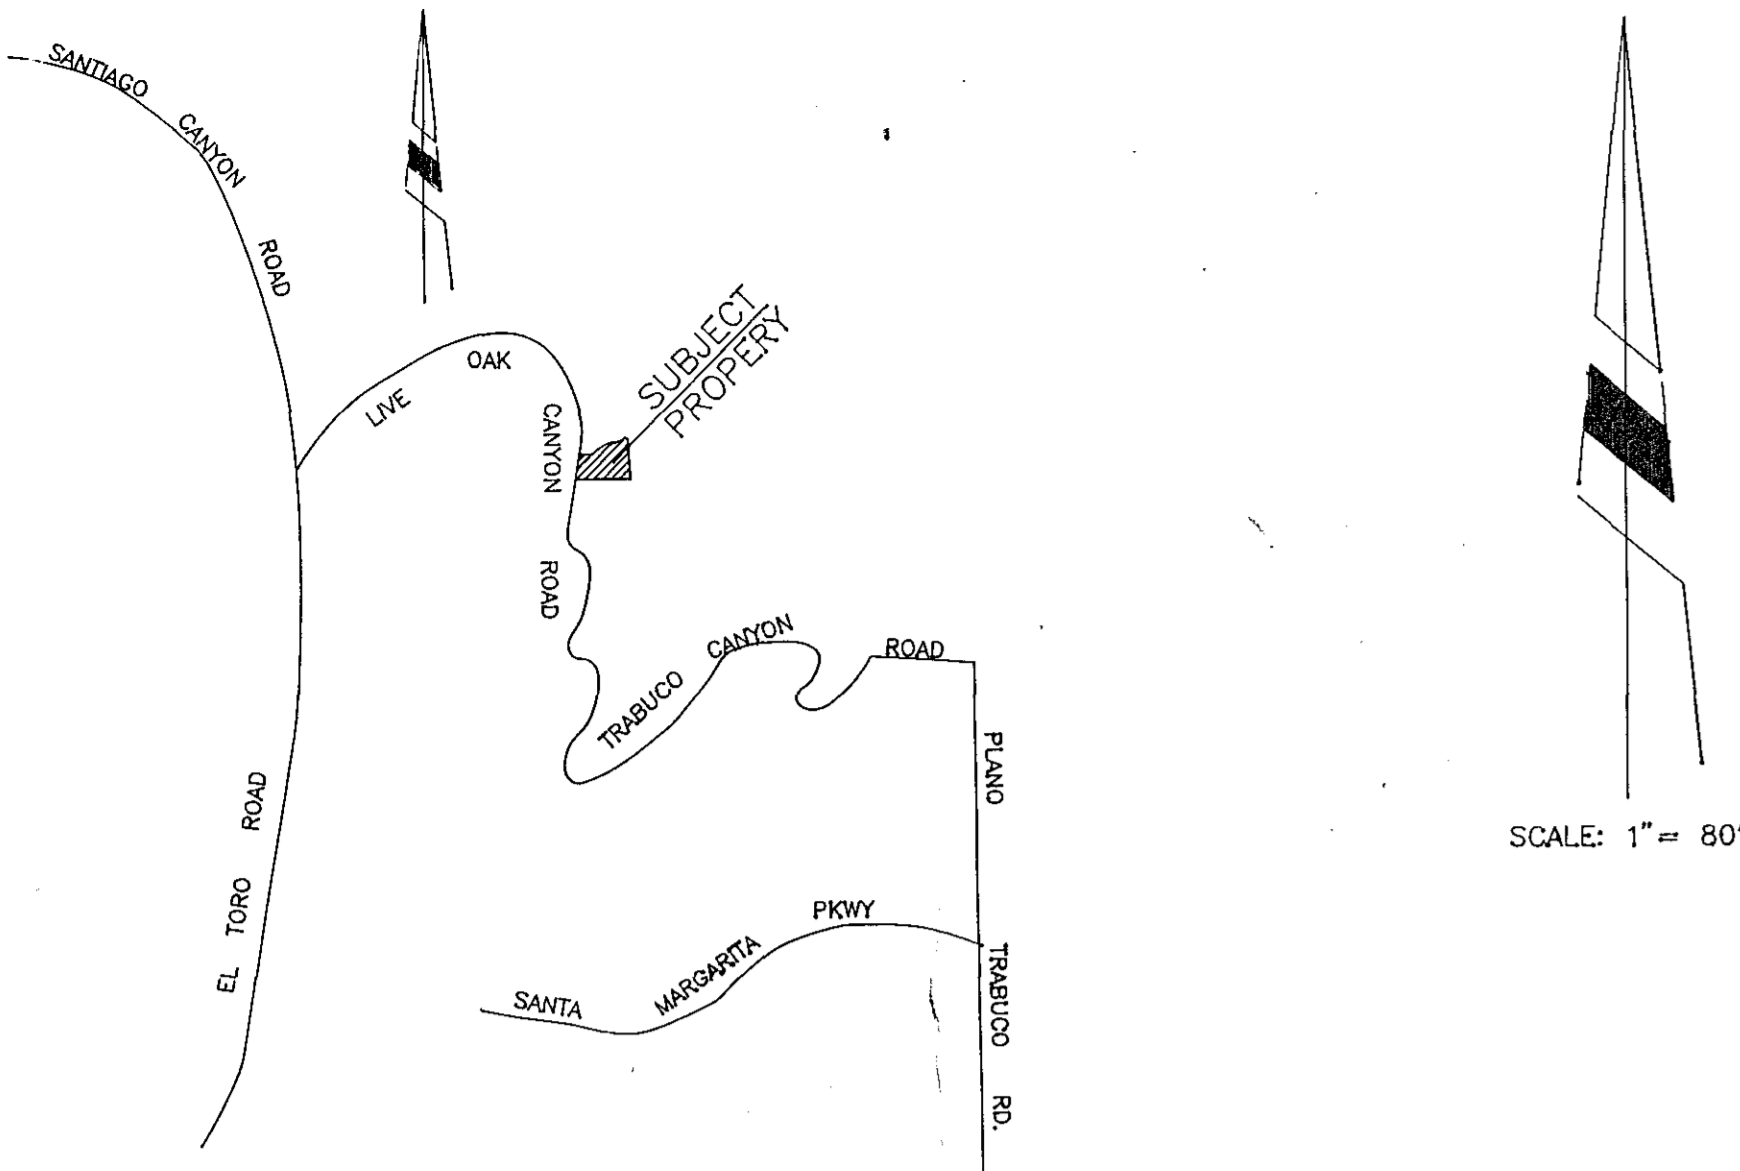 SANTIAGO CANYON ROAD
LIVE OAK CANYON ROAD
SUBJECT
PROPERY
TRABUCO CANYON ROAD
PLANO TRABUCO RD.
EL TORO ROAD
SANTA MARGARITA PKWY
SCALE: 1"= 80'